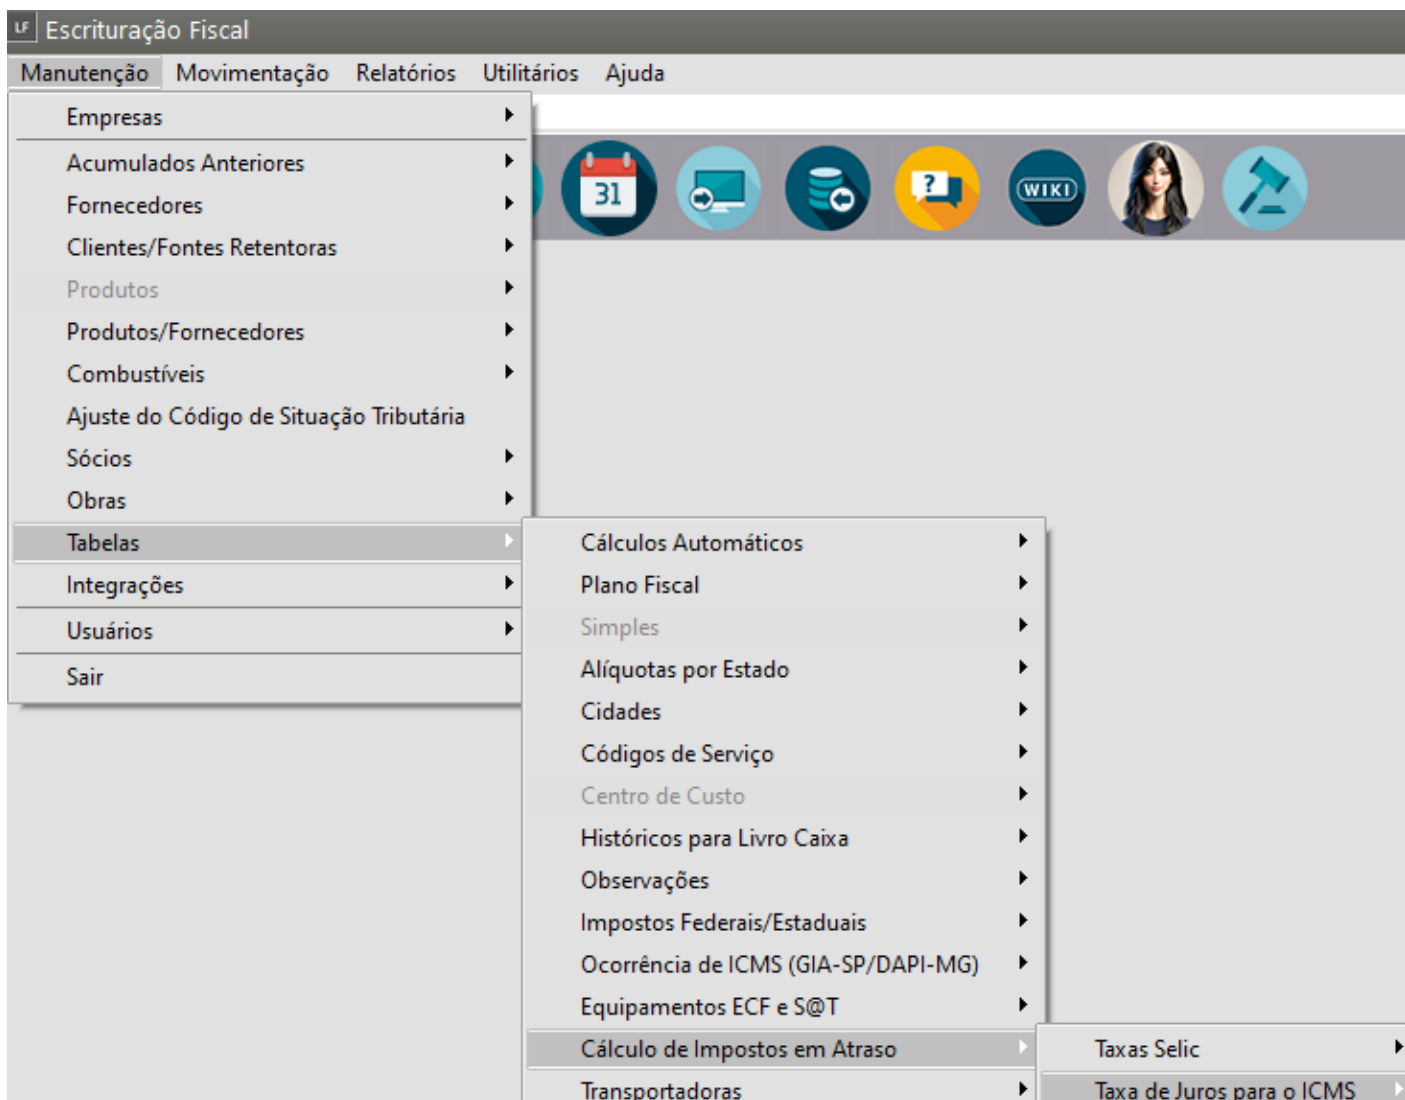 LF Escrituração Fiscal
Manutenção Movimentação Relatórios Utilitários Ajuda
Empresas
Acumulados Anteriores
Fornecedores
Clientes/Fontes Retentoras
Produtos
Produtos/Fornecedores
Combustíveis
Ajuste do Código de Situação Tributária
Sócios
Obras
Tabelas
Integrações
Usuários
Sair
31
?
WIKI
Cálculos Automáticos
Plano Fiscal
Simples
Alíquotas por Estado
Cidades
Códigos de Serviço
Centro de Custo
Históricos para Livro Caixa
Observações
Impostos Federais/Estaduais
Ocorrência de ICMS (GIA-SP/DAPI-MG)
Equipamentos ECF e S@T
Cálculo de Impostos em Atraso
Transportadoras
Taxas Selic
Taxa de Juros para o ICMS